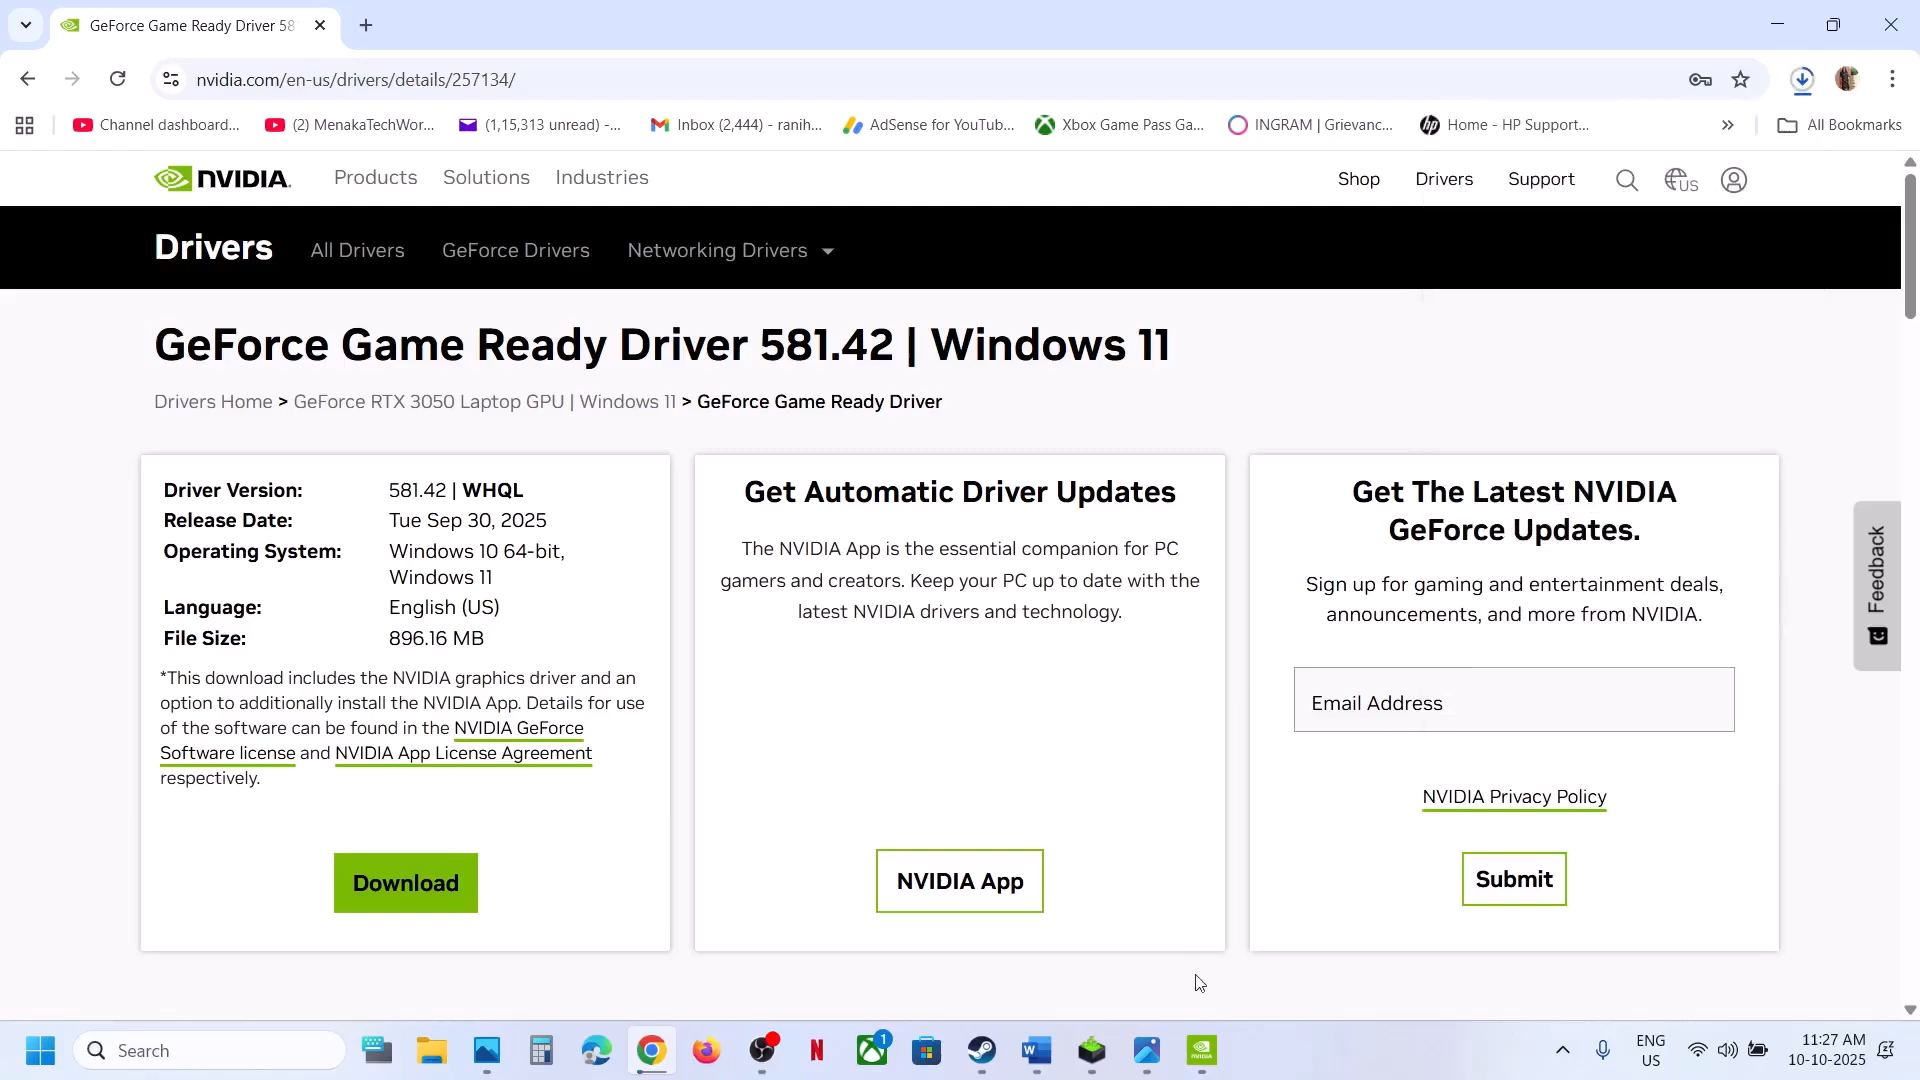 GeForce Game Ready Driver 58
nvidia.com/en-us/drivers/details/257134/
Channel dashboard...
(2) MenakaTechWor...
(1,15,313 unread) -...
Inbox (2,444) - ranih...
AdSense for YouTub...
Xbox Game Pass Ga...
INGRAM | Grievanc...
Home - HP Support...
All Bookmarks
NVIDIA.
Products
Solutions
Industries
Shop
Drivers
Support
US
Drivers
All Drivers
GeForce Drivers
Networking Drivers
GeForce Game Ready Driver 581.42 | Windows 11
Drivers Home > GeForce RTX 3050 Laptop GPU | Windows 11 > GeForce Game Ready Driver
Driver Version: 581.42 | WHQL
Release Date: Tue Sep 30, 2025
Operating System: Windows 10 64-bit,
Windows 11
Language: English (US)
File Size: 896.16 MB
*This download includes the NVIDIA graphics driver and an
option to additionally install the NVIDIA App. Details for use
of the software can be found in the NVIDIA GeForce
Software license and NVIDIA App License Agreement
respectively.
Download
Get Automatic Driver Updates
The NVIDIA App is the essential companion for PC
gamers and creators. Keep your PC up to date with the
latest NVIDIA drivers and technology.
NVIDIA App
Get The Latest NVIDIA
GeForce Updates.
Sign up for gaming and entertainment deals,
announcements, and more from NVIDIA.
Email Address
NVIDIA Privacy Policy
Submit
Feedback
Search
1
ENG
US
11:27 AM
10-10-2025